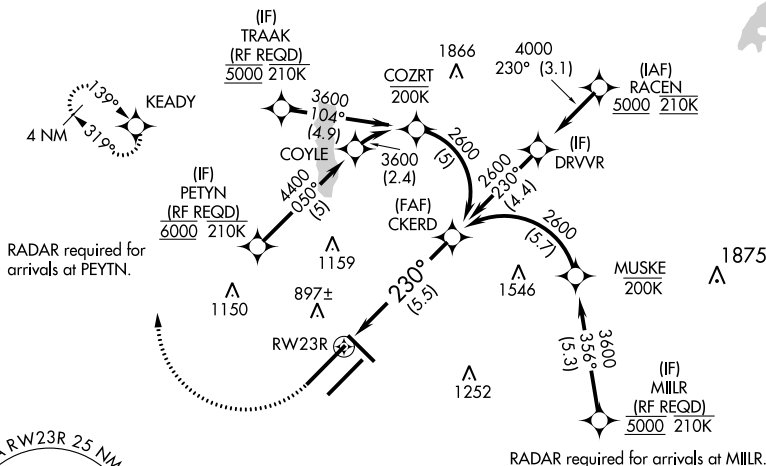 (IF)
TRAAK
(RF REQD)
5000 210K
COZRT
200K
1866
4000
230° (3.1)
(IAF)
RACEN
5000 210K
139°
319°
4 NM
KEADY
3600
104°
(4.9)
COYLE
3600
(2.4)
2600
(5)
(IF)
DRVVR
2600
230°
(4.4)
(IF)
PETYN
(RF REQD)
6000 210K
4400
050°
(5)
(FAF)
CKERD
2600
(5.7)
RADAR required for
arrivals at PEYTN.
1159
1150
897±
230°
(5.5)
1546
MUSKE
200K
1875
RW23R
1252
3600
356°
(5.3)
(IF)
MIILR
(RF REQD)
5000 210K
RADAR required for arrivals at MIILR.
RW23R 25 NM